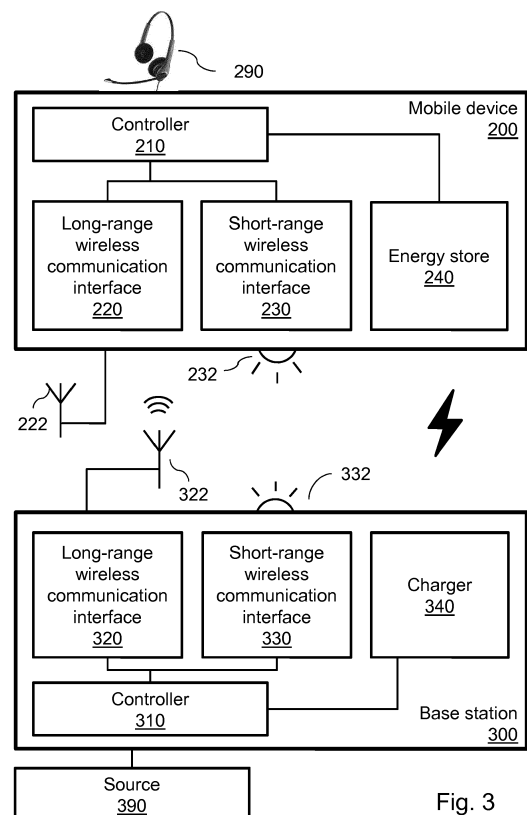 290
Mobile device
200
Controller
210
Long-range
wireless
communication
interface
220
Short-range
wireless
communication
interface
230
Energy store
240
232
222
322
332
Long-range
wireless
communication
interface
320
Short-range
wireless
communication
interface
330
Charger
340
Controller
310
Base station
300
Source
390
Fig. 3